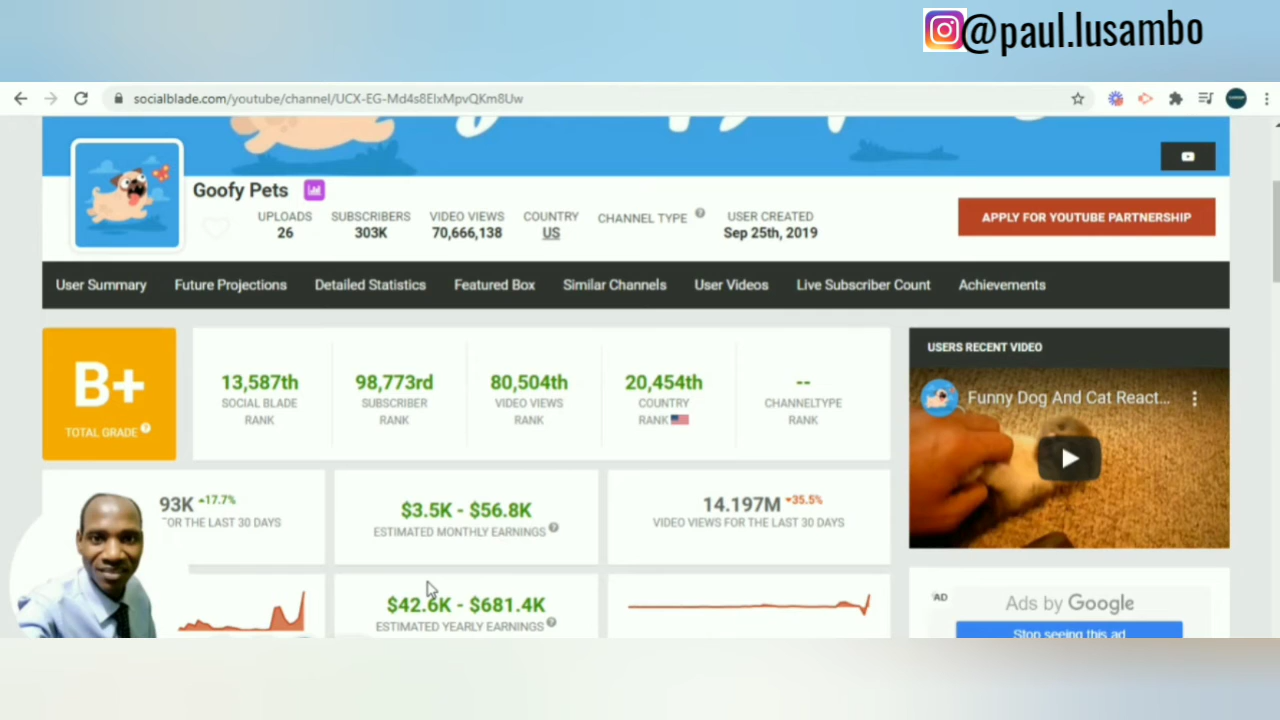 @paul.lusambo
socialblade.com/youtube/channel/UCX-EG-Md4s8EIxMpvQKm8Uw
Goofy Pets
UPLOADS
26
SUBSCRIBERS
303K
VIDEO VIEWS
70,666,138
COUNTRY
US
CHANNEL TYPE ?
USER CREATED
Sep 25th, 2019
APPLY FOR YOUTUBE PARTNERSHIP
User Summary Future Projections Detailed Statistics Featured Box Similar Channels User Videos Live Subscriber Count Achievements
B+
TOTAL GRADE ?
13,587th
SOCIAL BLADE
RANK
98,773rd
SUBSCRIBER
RANK
80,504th
VIDEO VIEWS
RANK
20,454th
COUNTRY
RANK
--
CHANNELTYPE
RANK
USERS RECENT VIDEO
Funny Dog And Cat React...
93K 17.7%
FOR THE LAST 30 DAYS
$3.5K - $56.8K
ESTIMATED MONTHLY EARNINGS ?
14.197M 35.5%
VIDEO VIEWS FOR THE LAST 30 DAYS
$42.6K - $681.4K
ESTIMATED YEARLY EARNINGS ?
AD
Ads by Google
Stop seeing this ad